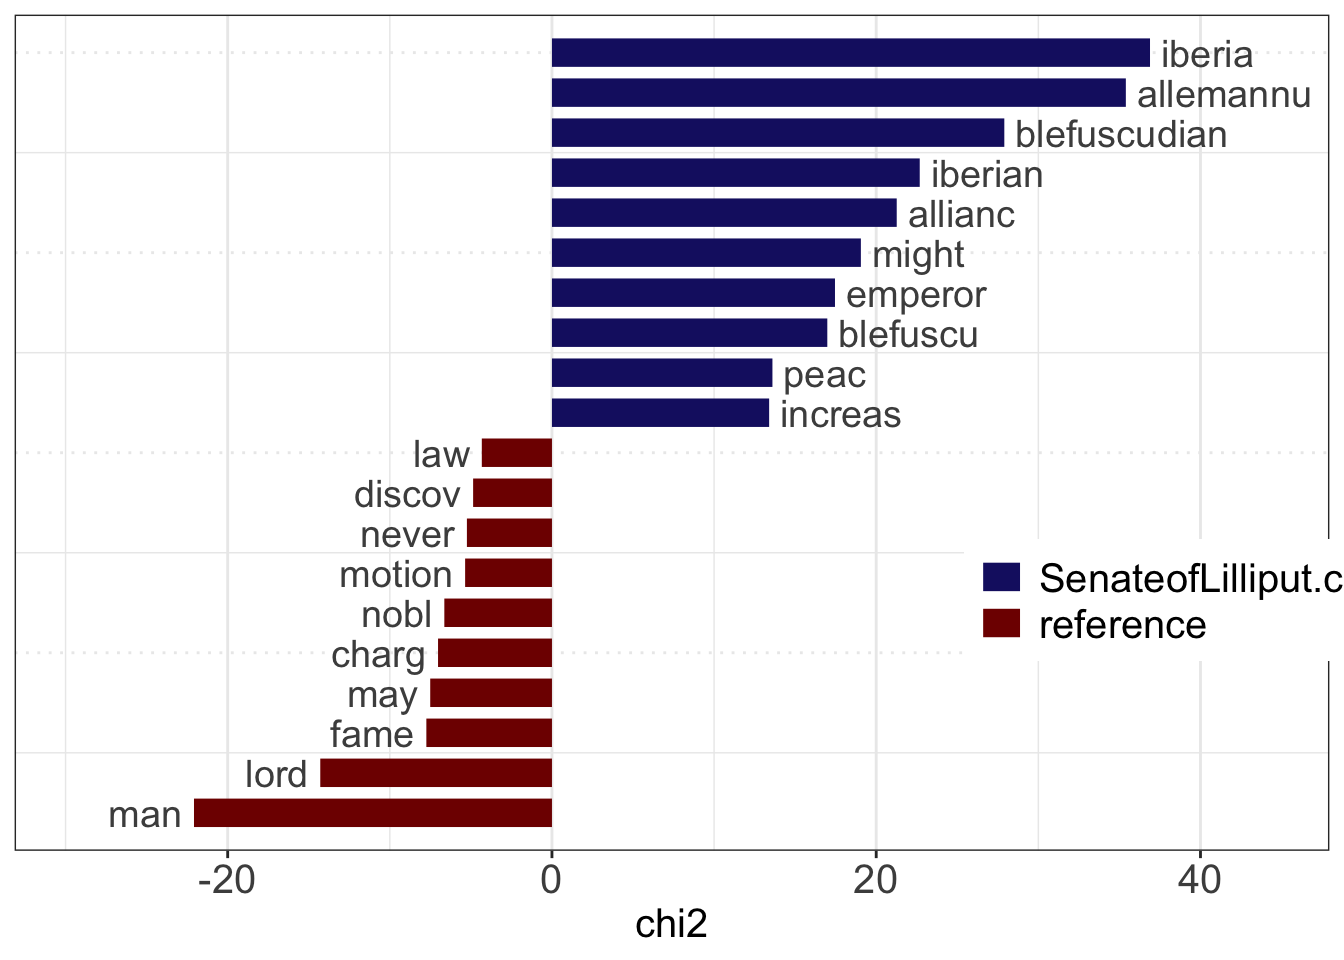 iberia
allemannu
blefuscudian
iberian
allianc
might
emperor
blefuscu
peac
increas
law
discov
never
motion
nobl
charg
may
fame
lord
man
SenateofLilliput.c
reference
-20 0 20 40
chi2